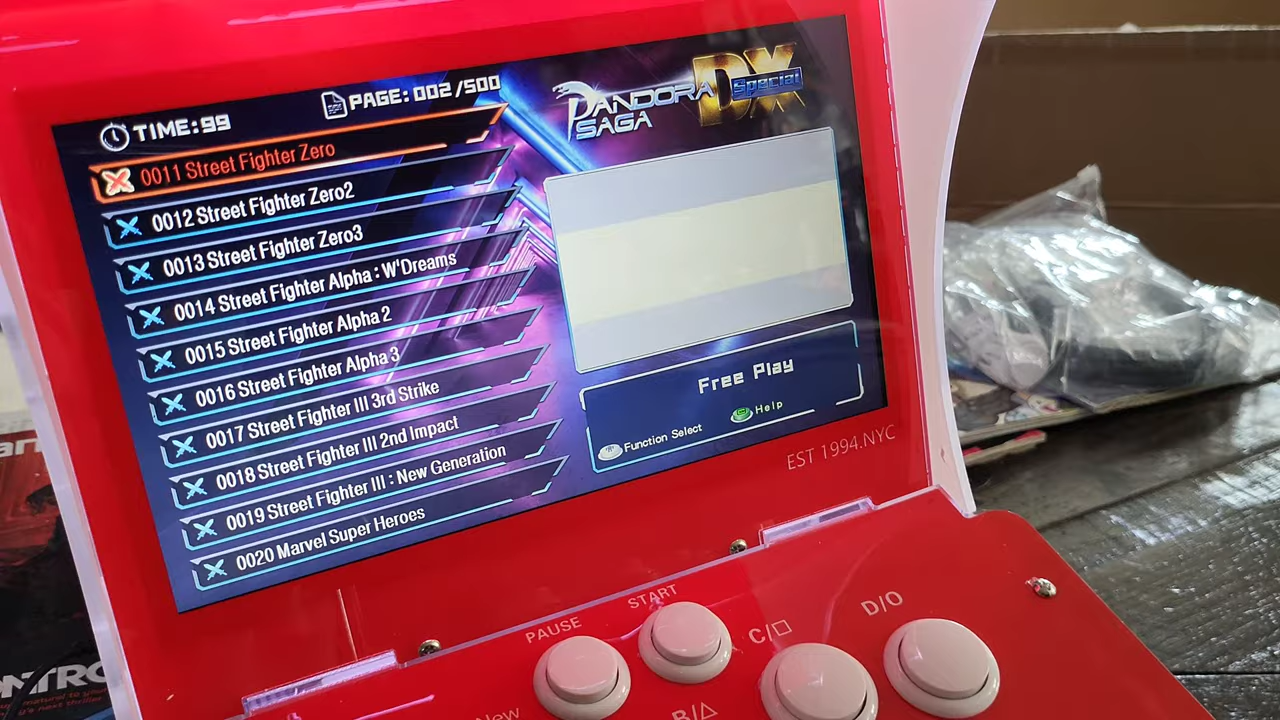 TIME:99
PAGE:002/500
PANDORA
SAGA
DX
Special
0011 Street Fighter Zero
0012 Street Fighter Zero2
0013 Street Fighter Zero3
0014 Street Fighter Alpha : W'Dreams
0015 Street Fighter Alpha 2
0016 Street Fighter Alpha 3
0017 Street Fighter III 3rd Strike
0018 Street Fighter III 2nd Impact
0019 Street Fighter III : New Generation
0020 Marvel Super Heroes
Free Play
Help
Function Select
EST 1994.NYC
PAUSE
START
C/□
D/O
B/△
New